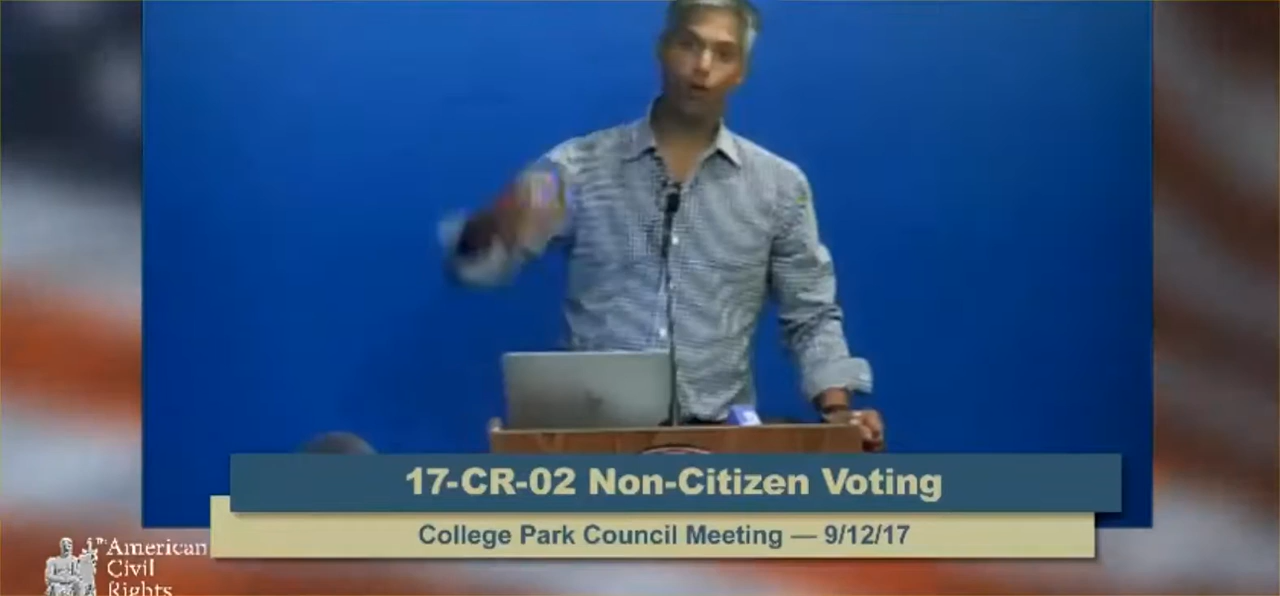 17-CR-02 Non-Citizen Voting
College Park Council Meeting — 9/12/17
American
Civil
Rights